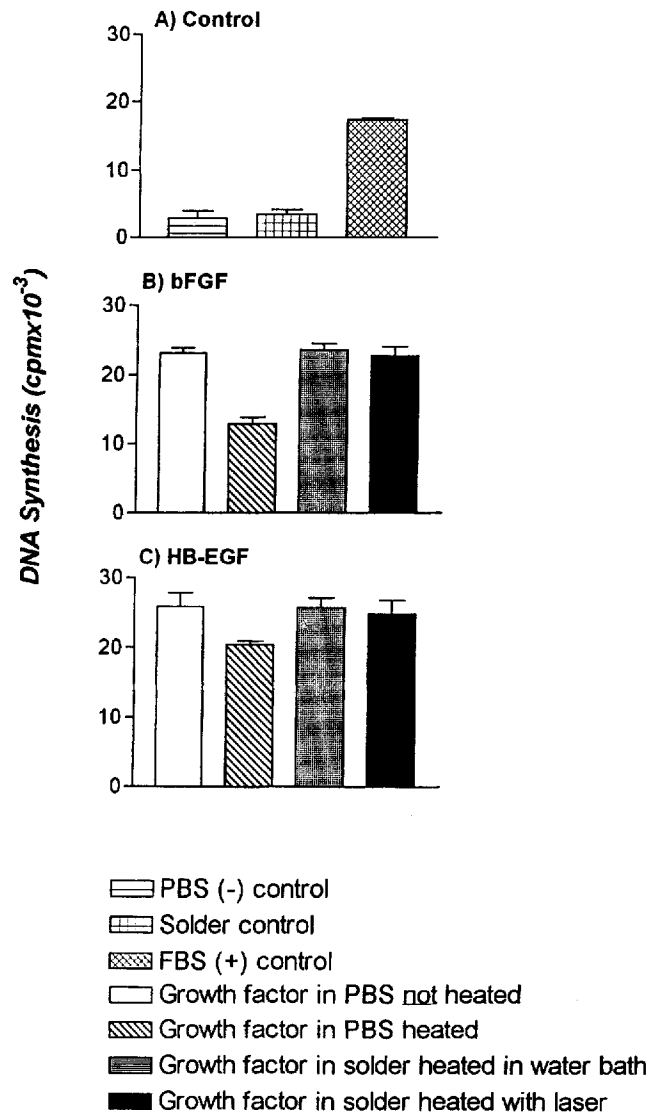 A) Control
30
20
10
0
B) bFGF
30
20
10
0
C) HB-EGF
30
20
10
0
DNA Synthesis (cpmx10⁻³)
PBS (-) control
Solder control
FBS (+) control
Growth factor in PBS not heated
Growth factor in PBS heated
Growth factor in solder heated in water bath
Growth factor in solder heated with laser